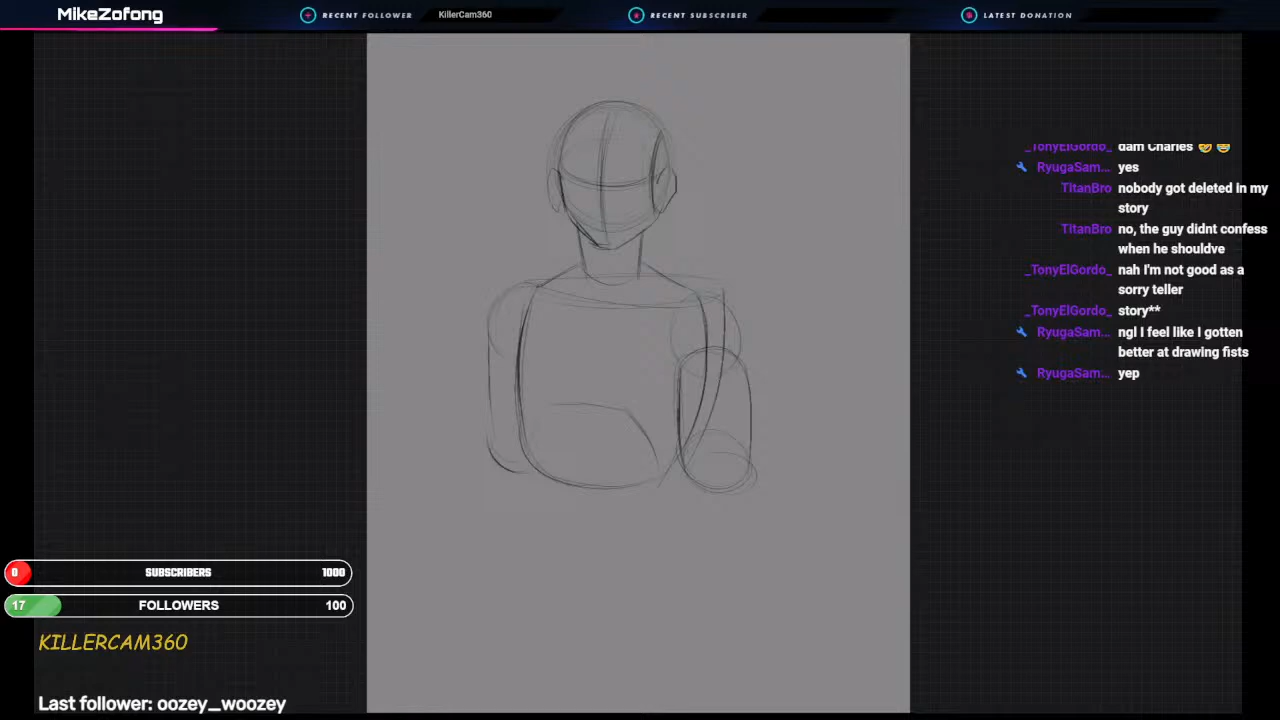 MikeZofong
RECENT FOLLOWER
KillerCam360
RECENT SUBSCRIBER
LATEST DONATION
_TonyElGordo_ dam Charles 🤣 😂
RyugaSam... yes
TItanBro nobody got deleted in my
story
TItanBro no, the guy didnt confess
when he shouldve
_TonyElGordo_ nah I'm not good as a
sorry teller
_TonyElGordo_ story**
RyugaSam... ngl I feel like I gotten
better at drawing fists
RyugaSam... yep
0 SUBSCRIBERS 1000
17 FOLLOWERS 100
KILLERCAM360
Last follower: oozey_woozey